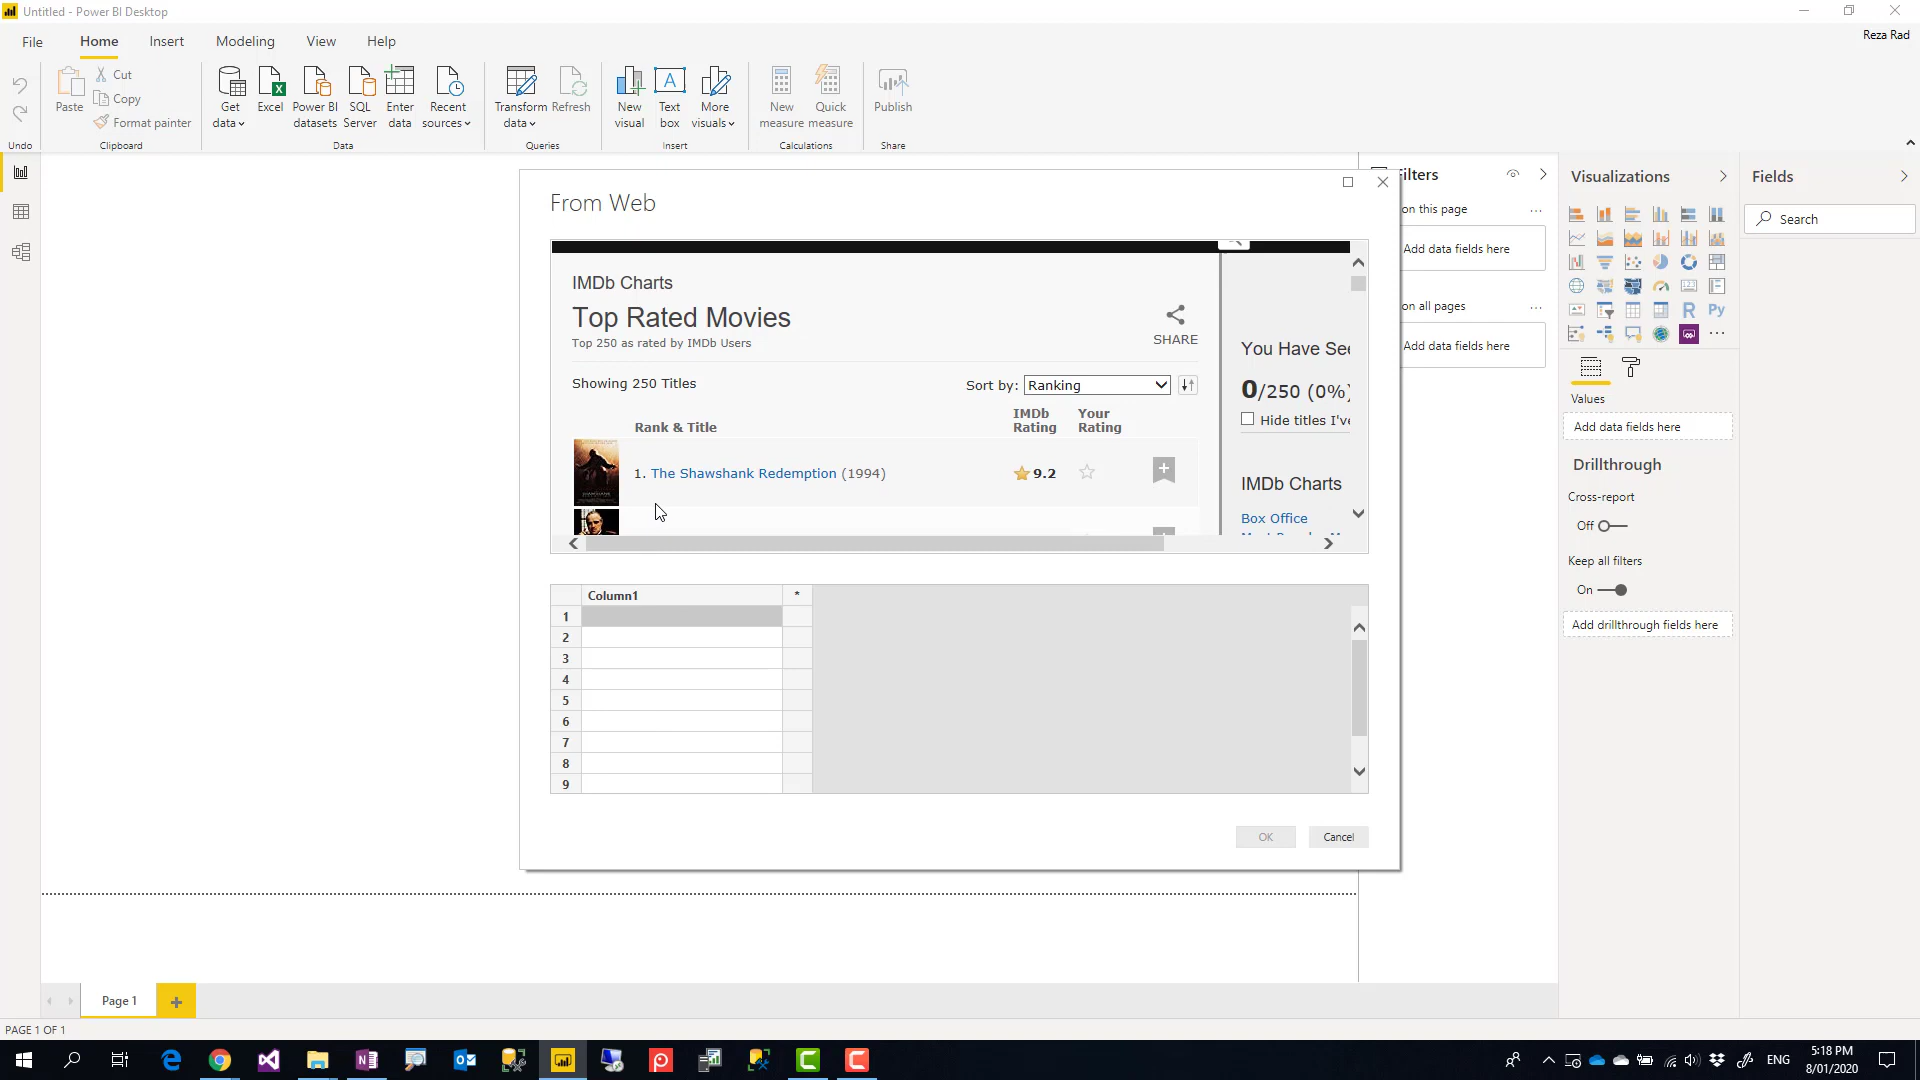 Untitled - Power BI Desktop
Reza Rad
File Home Insert Modeling View Help
Cut
Copy
Format painter
Paste
Get data
Excel
Power BI datasets
SQL Server
Enter data
Recent sources
Transform data
Refresh
New visual
Text box
More visuals
New measure
Quick measure
Publish
Undo Clipboard Data Queries Insert Calculations Share
From Web
IMDb Charts
Top Rated Movies
Top 250 as rated by IMDb Users
SHARE
Showing 250 Titles
Sort by: Ranking
Rank & Title
IMDb Rating
Your Rating
1. The Shawshank Redemption (1994)
9.2
You Have See
0/250 (0%)
Hide titles I've
IMDb Charts
Box Office
Column1 *
1
2
3
4
5
6
7
8
9
OK Cancel
ilters
on this page ...
Add data fields here
on all pages ...
Add data fields here
Visualizations
R Py
...
Values
Add data fields here
Drillthrough
Cross-report
Off
Keep all filters
On
Add drillthrough fields here
Fields
Search
Page 1 +
PAGE 1 OF 1
ENG
5:18 PM
8/01/2020